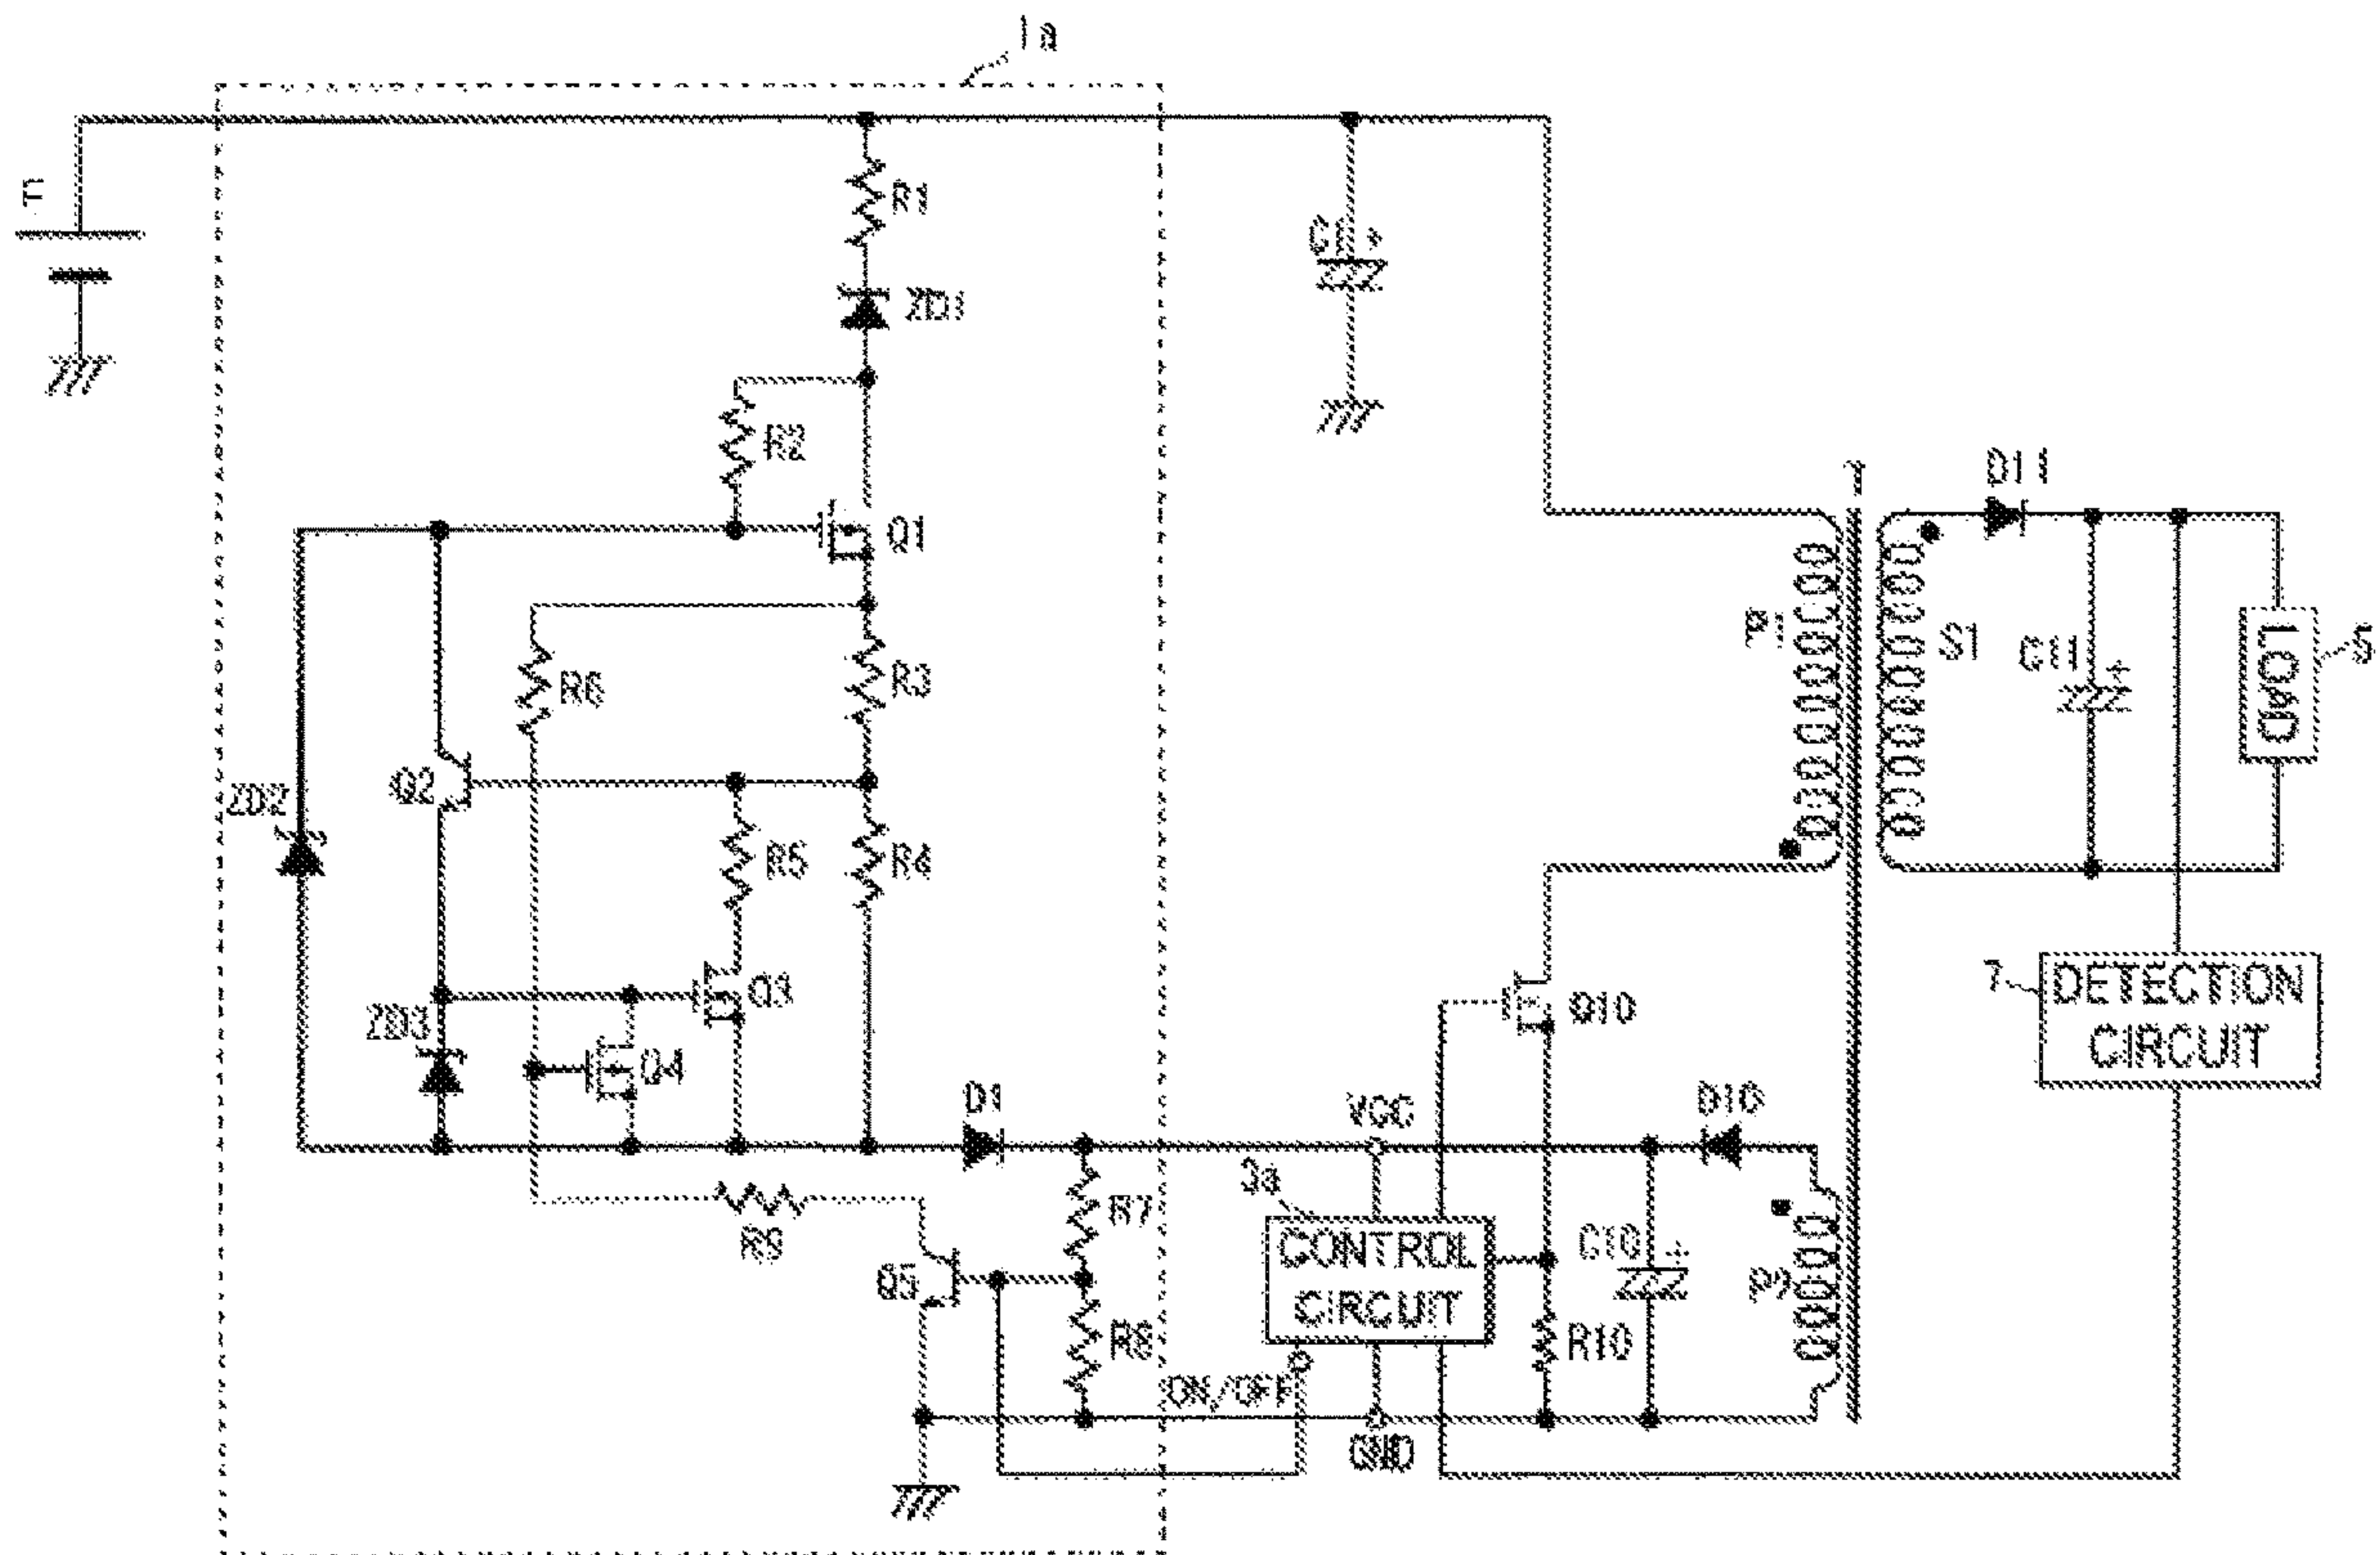 1a
R1
ZD1
C1 +
R2
Q1
D11
T
R6
R3
P1
S1
C11 +
LOAD
5
Q2
ZD2
R5
R4
Q3
ZD3
Q4
Q10
7
DETECTION
CIRCUIT
D1
VCC
D10
3a
R9
R7
CONTROL
CIRCUIT
C10 +
P2
Q5
R8
R10
ON/OFF
GND